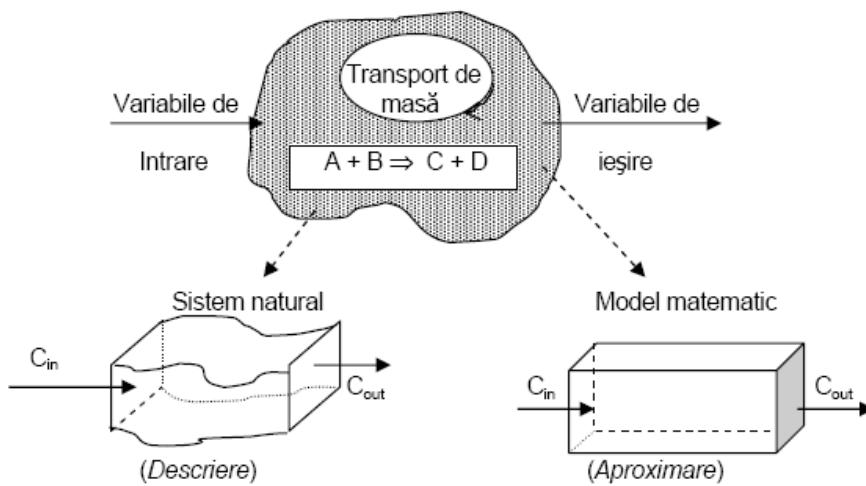 Transport de
masă
Variabile de
Intrare
A + B ⇒ C + D
Variabile de
ieşire
Sistem natural
Model matematic
C_in
C_out
C_in
C_out
(Descriere)
(Aproximare)